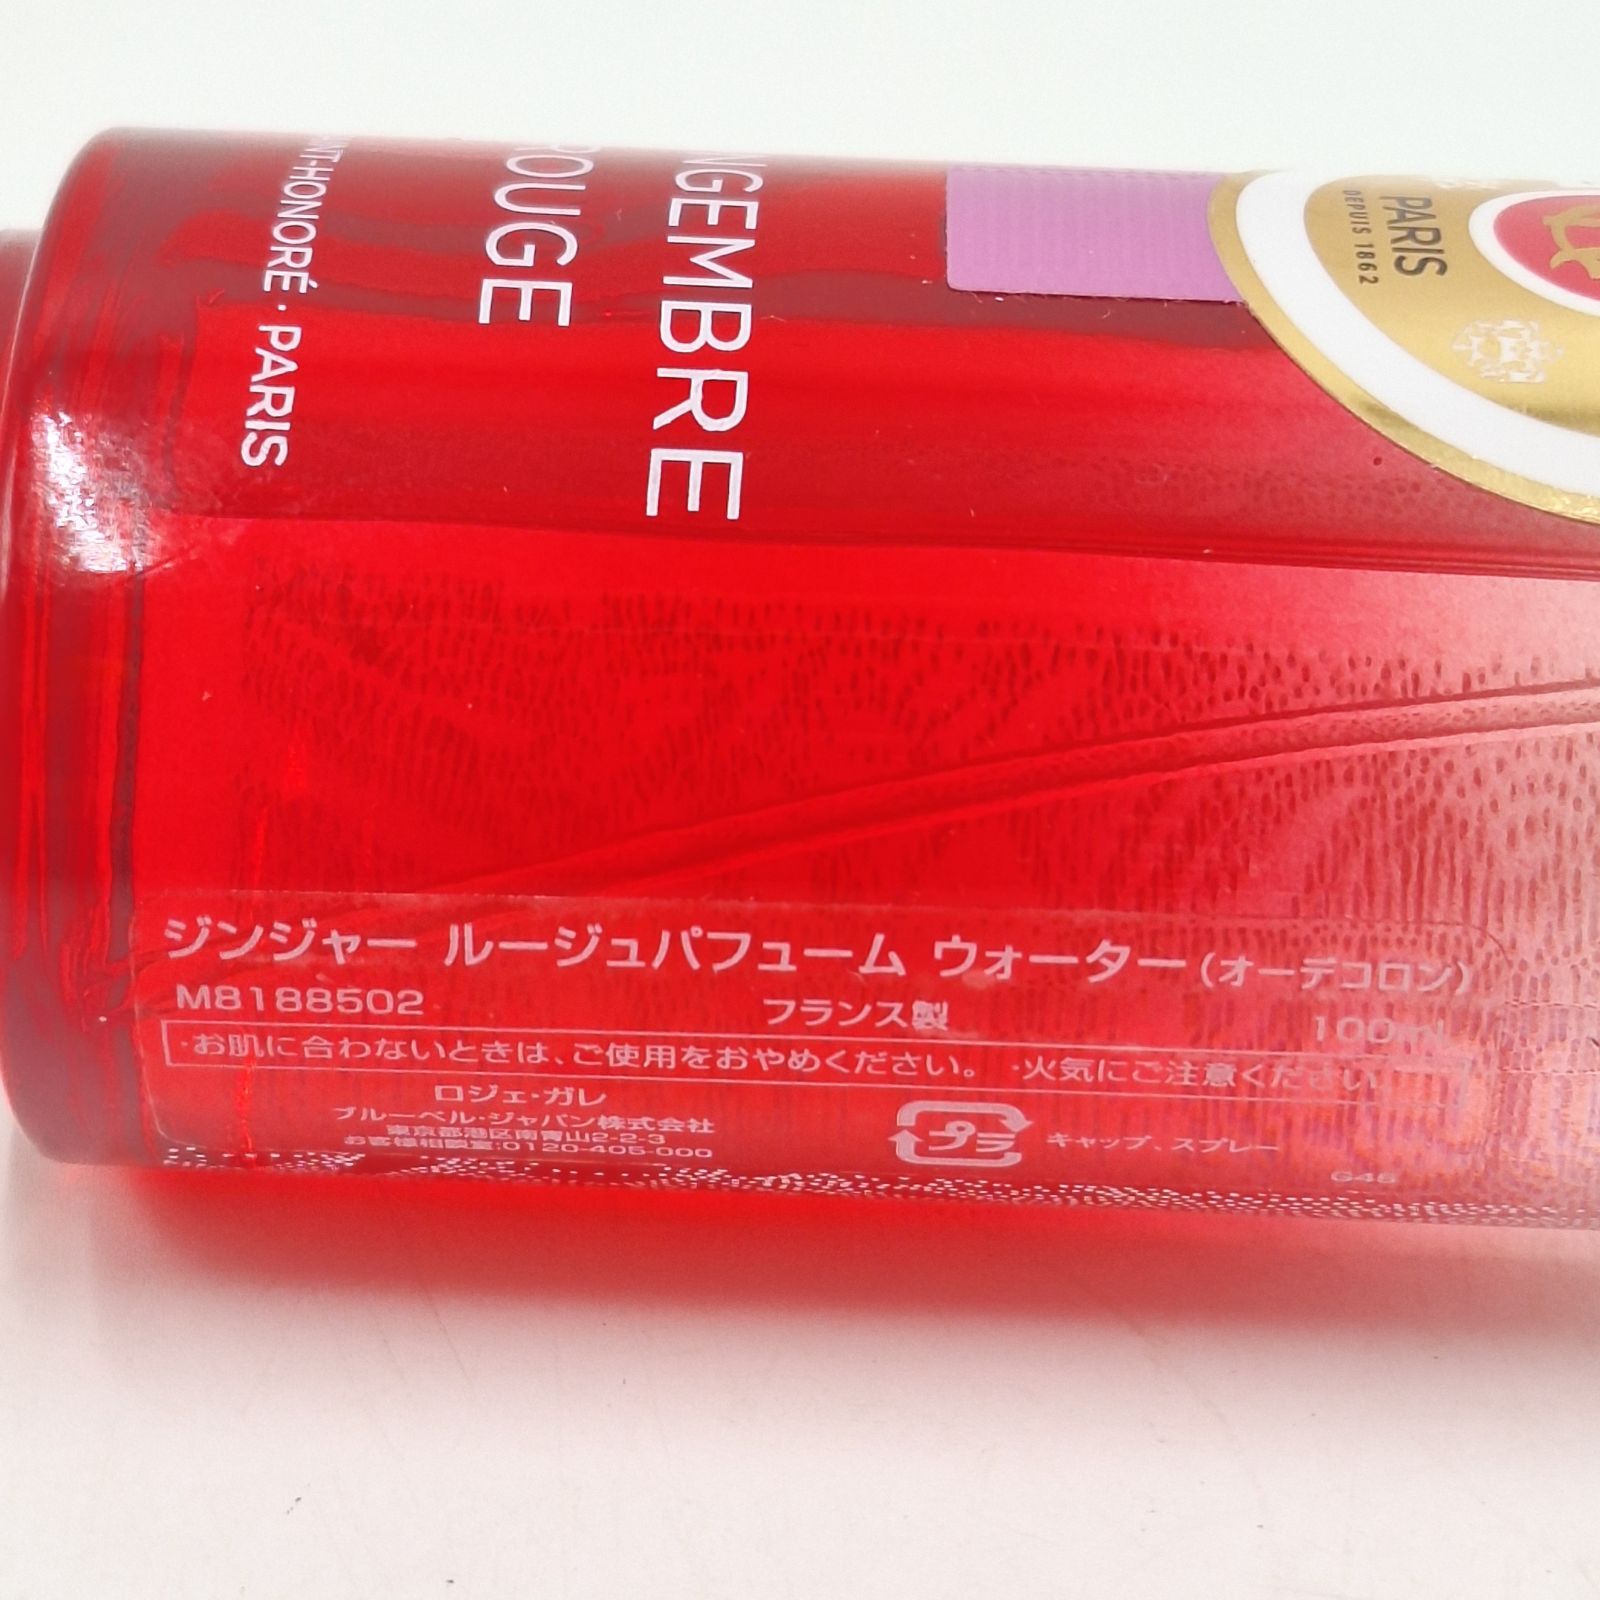 NGEMBRE
ROUGE
INT-HONORÉ · PARIS
PARIS
DEPUIS 1862
ジンジャー ルージュパフューム ウォーター(オーデコロン)
M8188502 フランス製 100mL
・お肌に合わないときは、ご使用をおやめください。 ・火気にご注意ください
ロジェ・ガレ
ブルーベル・ジャパン株式会社
東京都港区南青山2-2-3
お客様相談室:0120-405-000
プラ キャップ、スプレー
G46